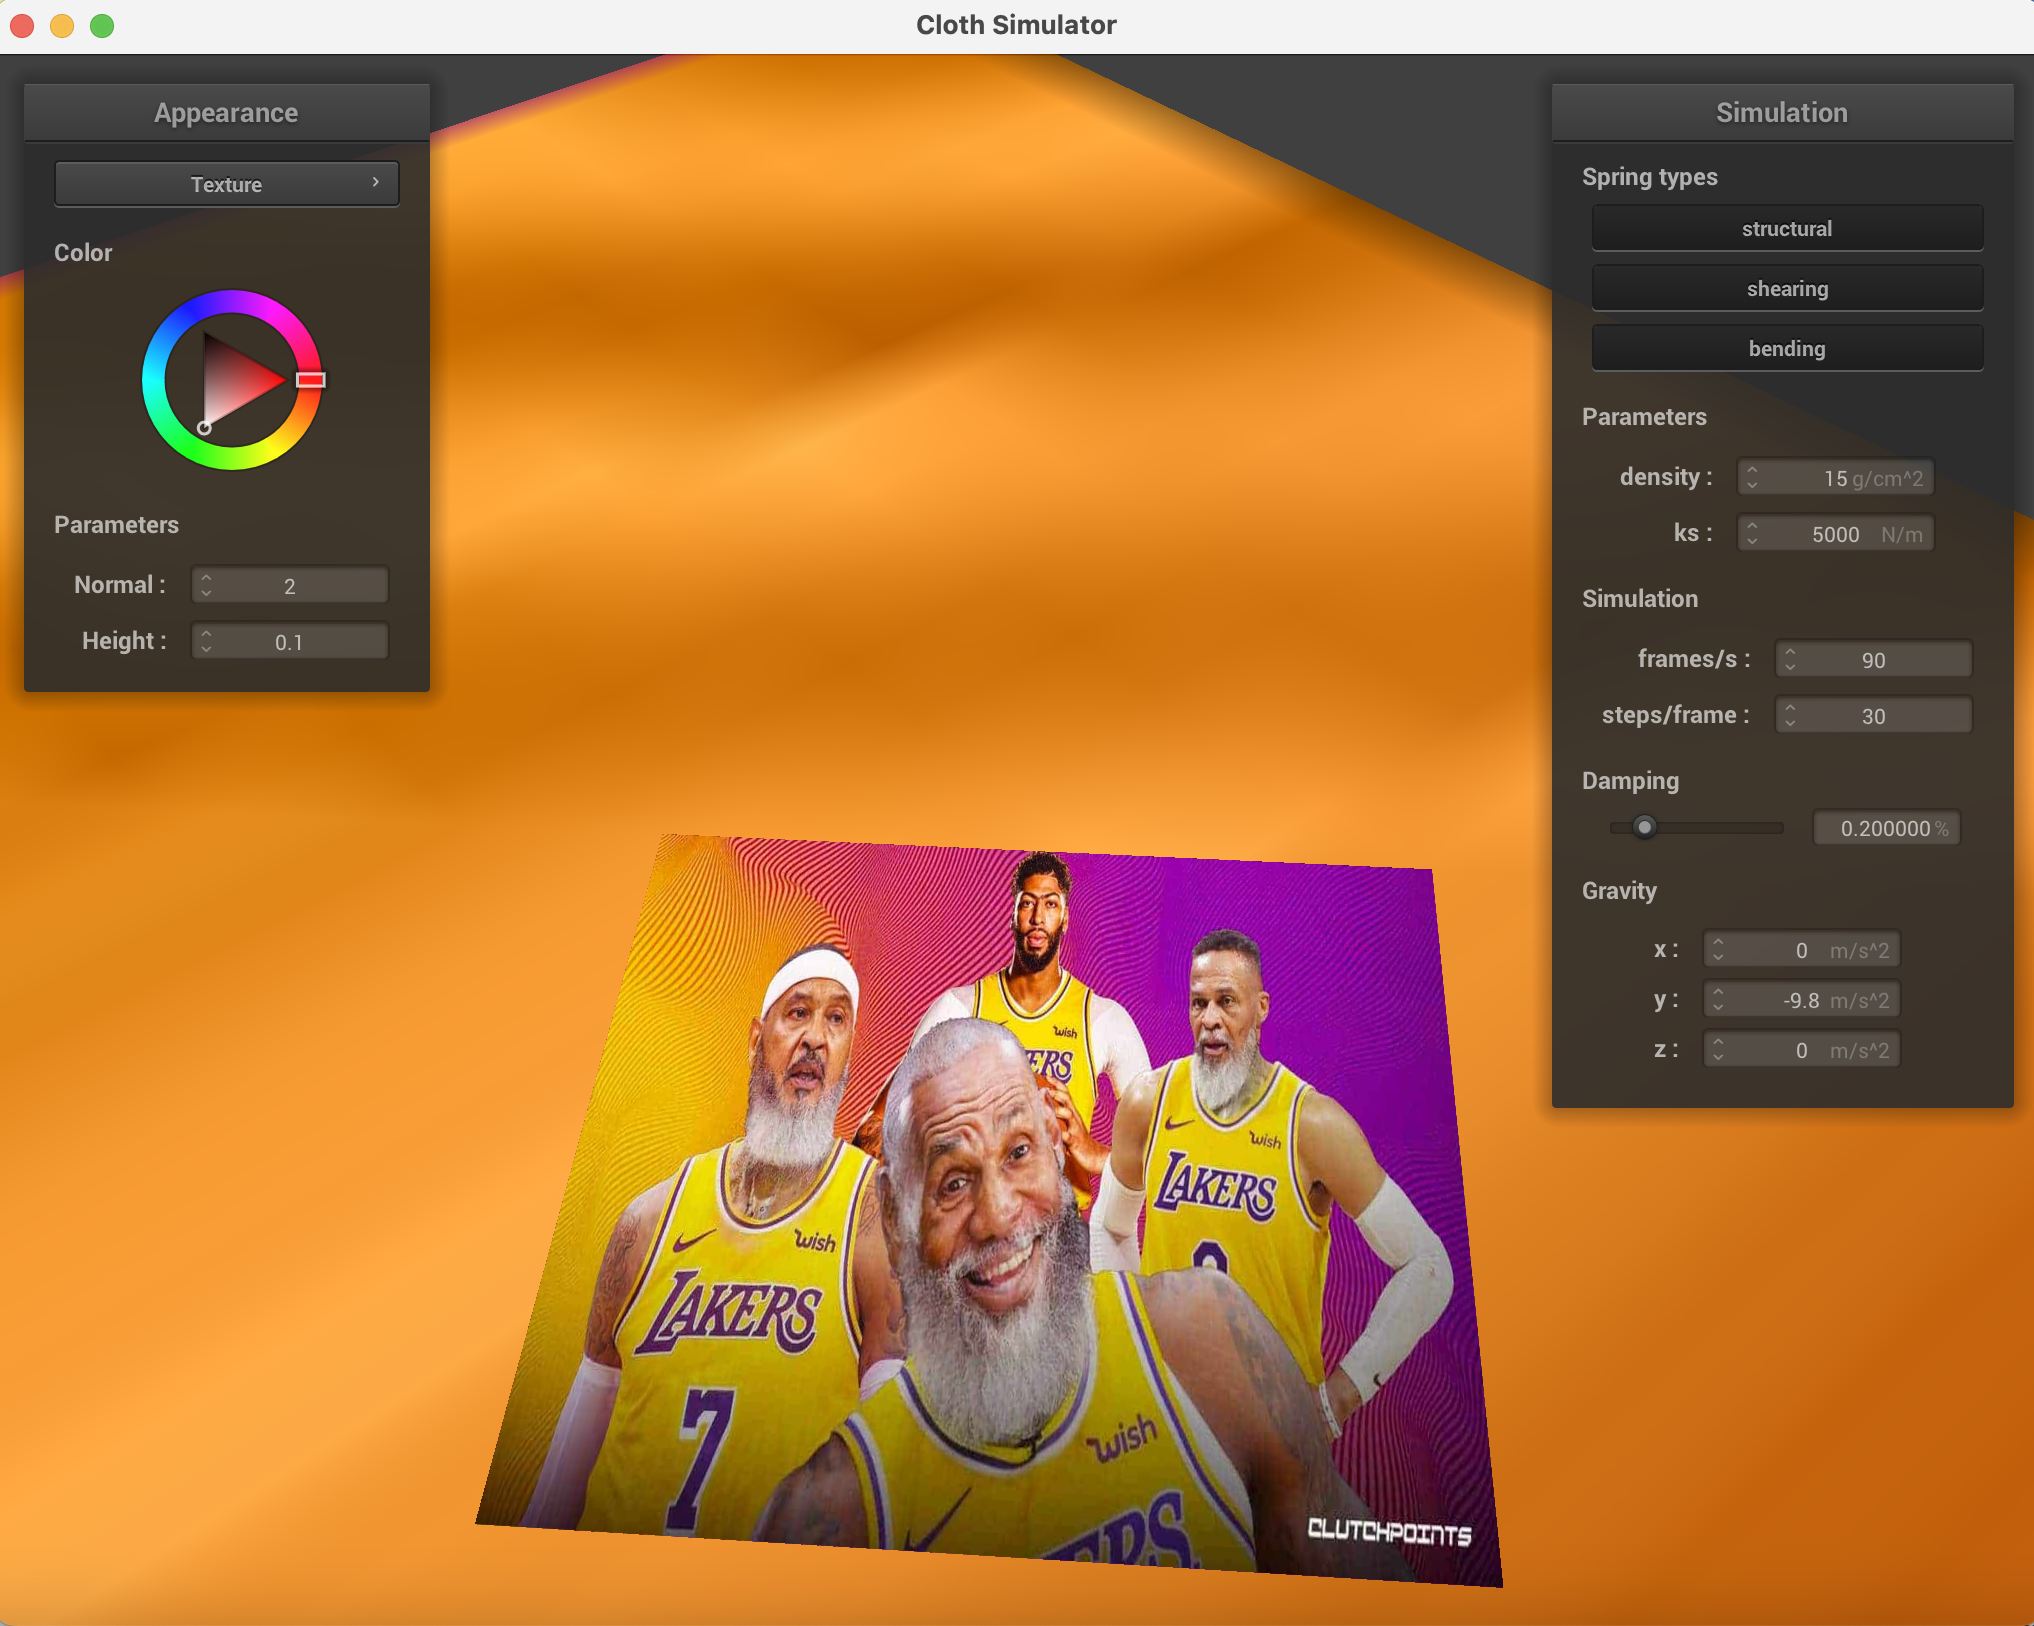 Cloth Simulator
Appearance
Texture
Color
Parameters
Normal :
2
Height :
0.1
Simulation
Spring types
structural
shearing
bending
Parameters
density :
15 g/cm^2
ks :
5000 N/m
Simulation
frames/s :
90
steps/frame :
30
Damping
0.200000 %
Gravity
x :
0 m/s^2
y :
-9.8 m/s^2
z :
0 m/s^2
wish
ERS
wish
LAKERS
wish
LAKERS
7
wish
ERS
CLUTCHPOINTS